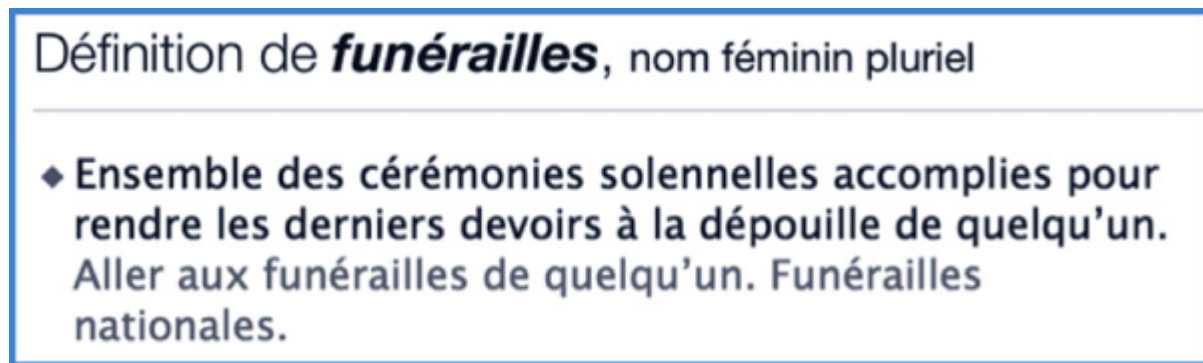 Définition de funérailles, nom féminin pluriel
◆ Ensemble des cérémonies solennelles accomplies pour
rendre les derniers devoirs à la dépouille de quelqu’un.
Aller aux funérailles de quelqu’un. Funérailles
nationales.